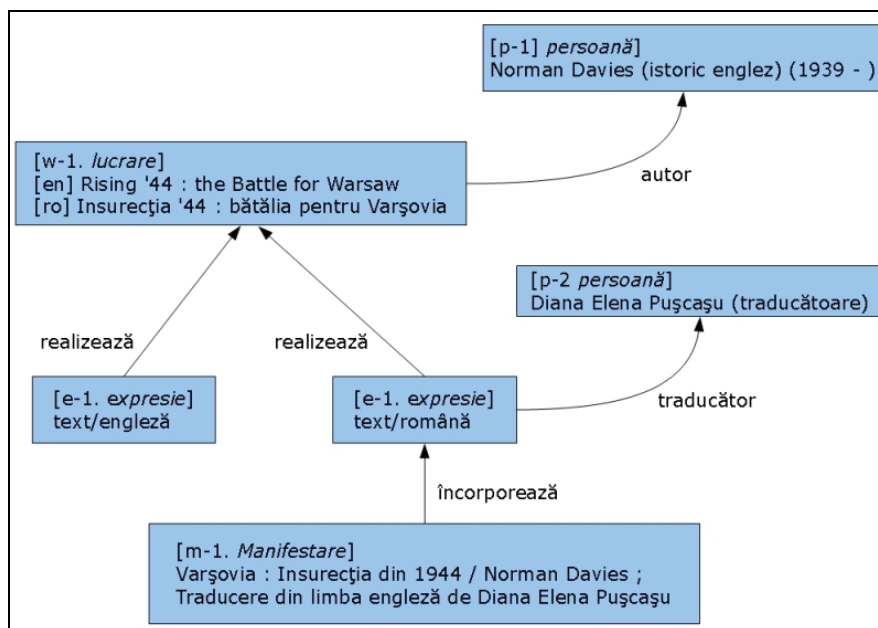 [p-1] persoană]
Norman Davies (istoric englez) (1939 - )
[w-1. lucrare]
[en] Rising '44 : the Battle for Warsaw
[ro] Insurecţia '44 : bătălia pentru Varşovia
autor
[p-2 persoană]
Diana Elena Puşcaşu (traducătoare)
realizează
realizează
[e-1. expresie]
text/engleză
[e-1. expresie]
text/română
traducător
încorporează
[m-1. Manifestare]
Varşovia : Insurecţia din 1944 / Norman Davies ;
Traducere din limba engleză de Diana Elena Puşcaşu